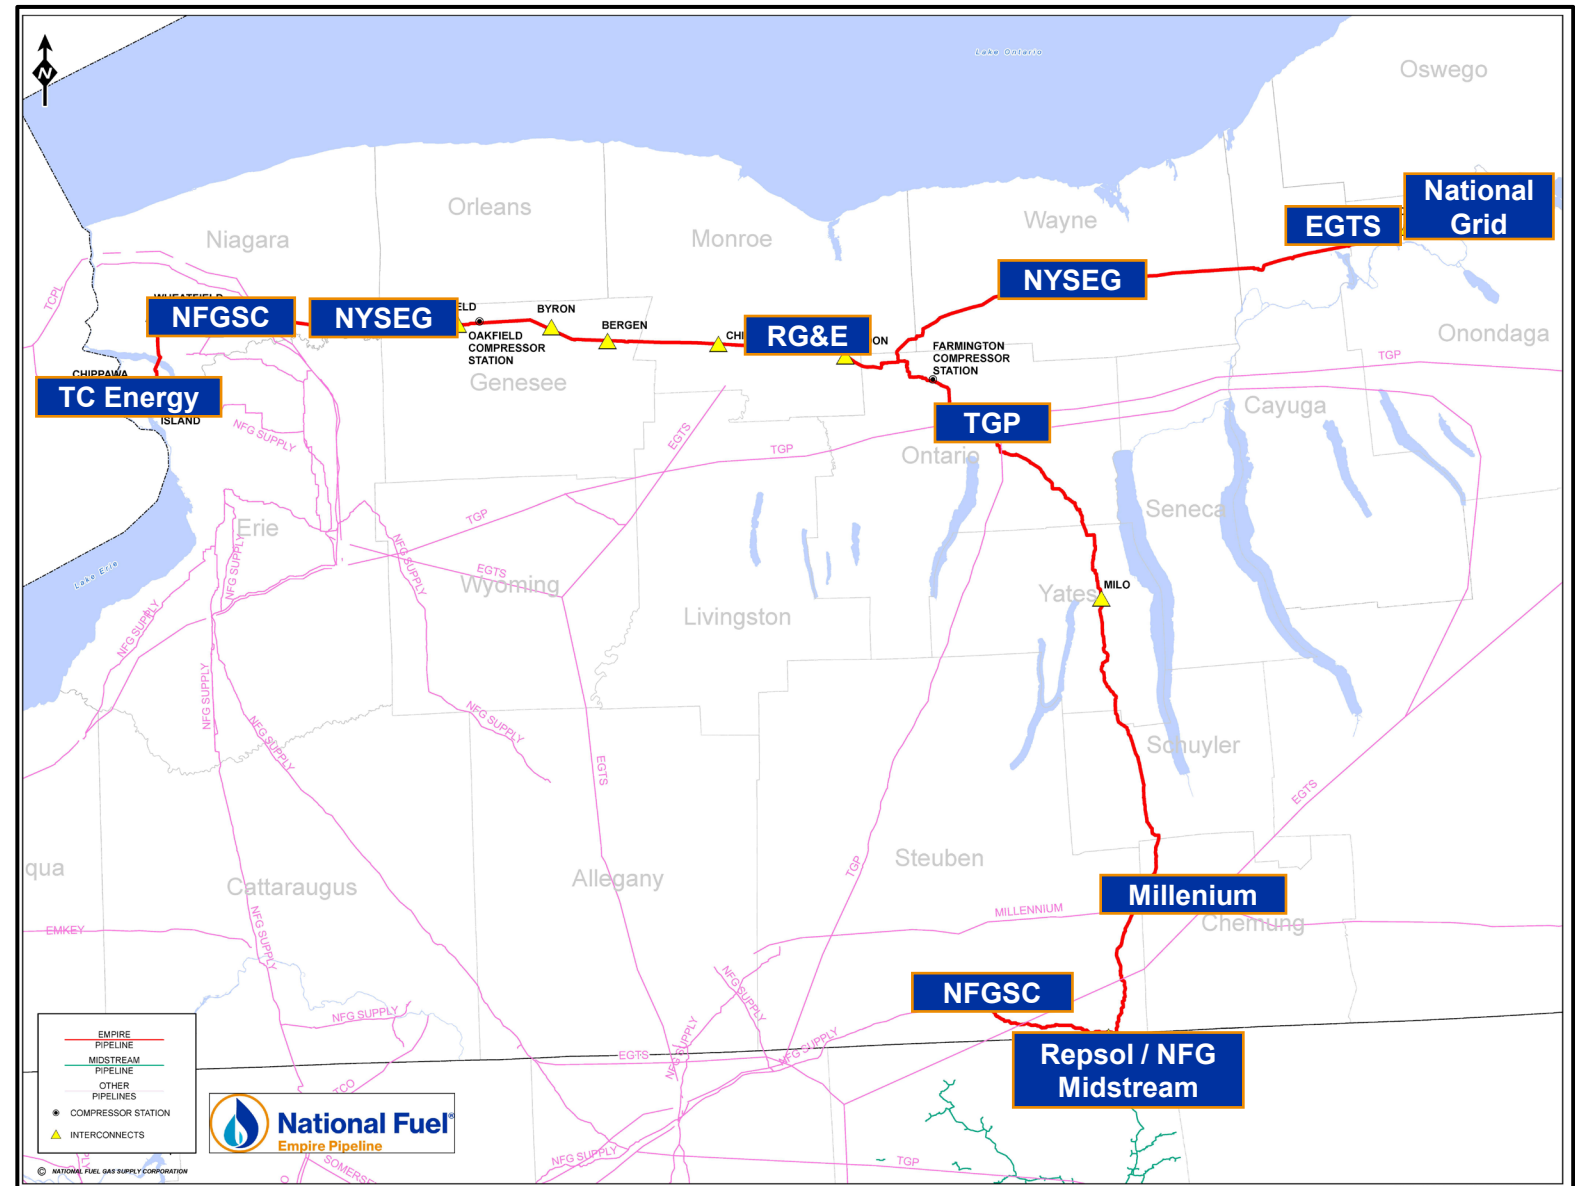 N
Lake Ontario
Oswego
National
Grid
EGTS
Orleans
Wayne
Niagara
Monroe
NYSEG
TCPL
NFGSC
NYSEG
BYRON
BERGEN
RG&E
OAKFIELD
COMPRESSOR
STATION
FARMINGTON
COMPRESSOR
STATION
Onondaga
TGP
CHIPPAWA
TC Energy
ISLAND
Genesee
Cayuga
TGP
NFG SUPPLY
EGTS
TGP
Ontario
TGP
Seneca
Erie
NFG SUPPLY
EGTS
Wyoming
Lake Erie
NFG SUPPLY
NFG SUPPLY
Livingston
Yates
MILO
NFG SUPPLY
NFG SUPPLY
NFG SUPPLY
Schuyler
EGTS
EGTS
qua
Cattaraugus
Allegany
TGP
Steuben
Millenium
MILLENNIUM
Chemung
EMKEY
NFG SUPPLY
NFG SUPPLY
NFGSC
NFG SUPPLY
NFG SUPPLY
NFG SUPPLY
EGTS
Repsol / NFG
Midstream
EMPIRE
PIPELINE
MIDSTREAM
PIPELINE
OTHER
PIPELINES
COMPRESSOR STATION
INTERCONNECTS
TCO
National Fuel®
Empire Pipeline
NFG SUPPLY
TGP
© NATIONAL FUEL GAS SUPPLY CORPORATION